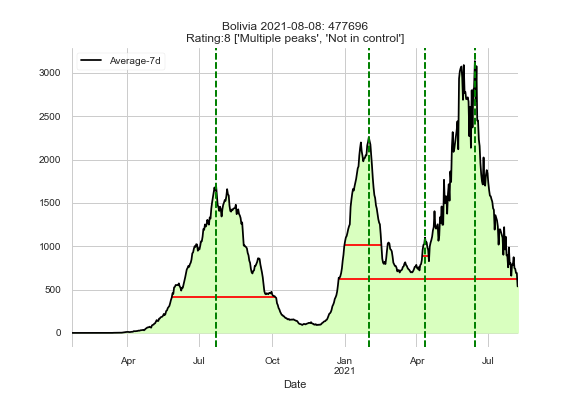 Bolivia 2021-08-08: 477696
Rating:8 ['Multiple peaks', 'Not in control']
Average-7d
3000
2500
2000
1500
1000
500
0
Apr Jul Oct Jan Apr Jul
2021
Date